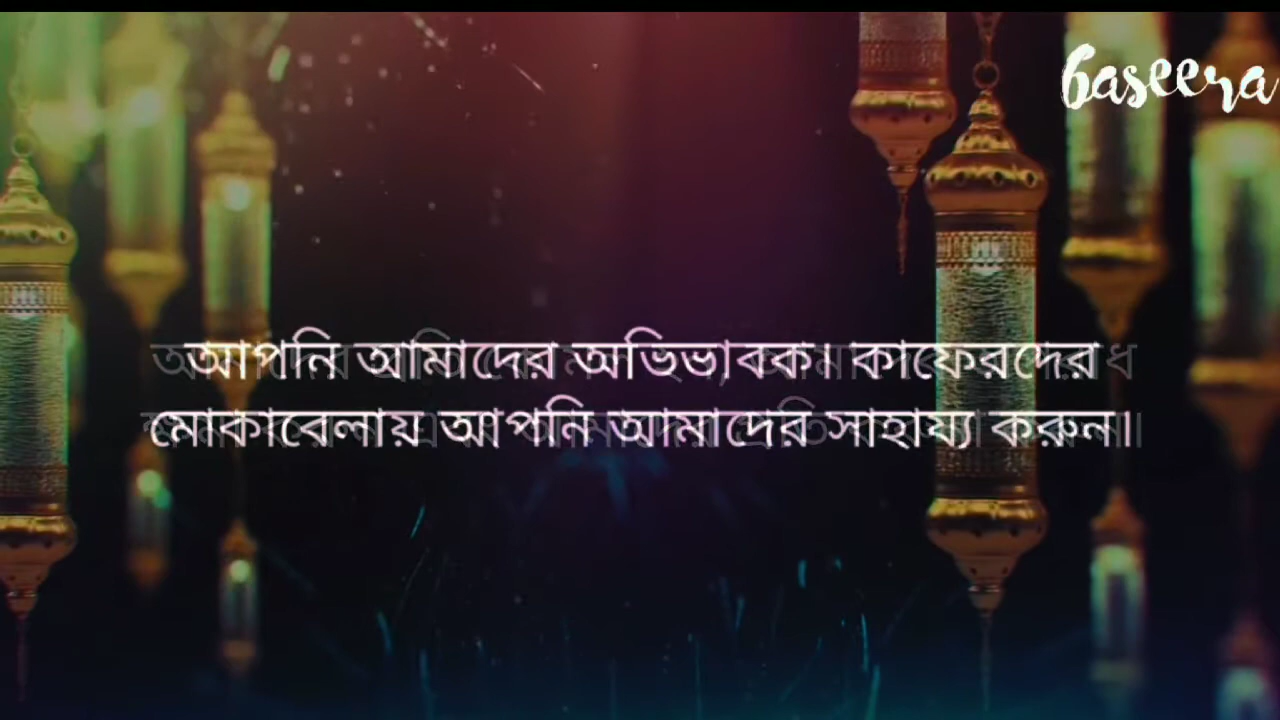 baseera
আপনি আমাদের অভিভাবক। কাফেরদের
মোকাবেলায় আপনি আমাদের সাহায্য করুন।